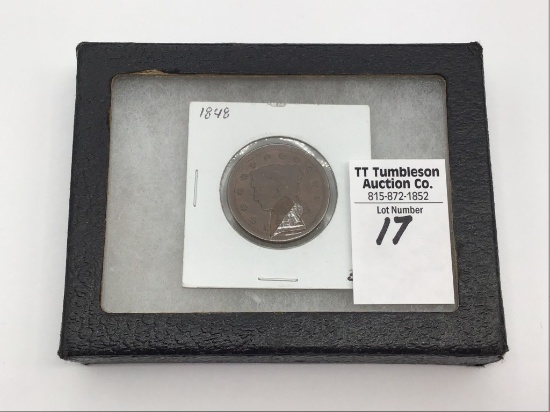 1848
TT Tumbleson
Auction Co.
815-872-1852
Lot Number
17